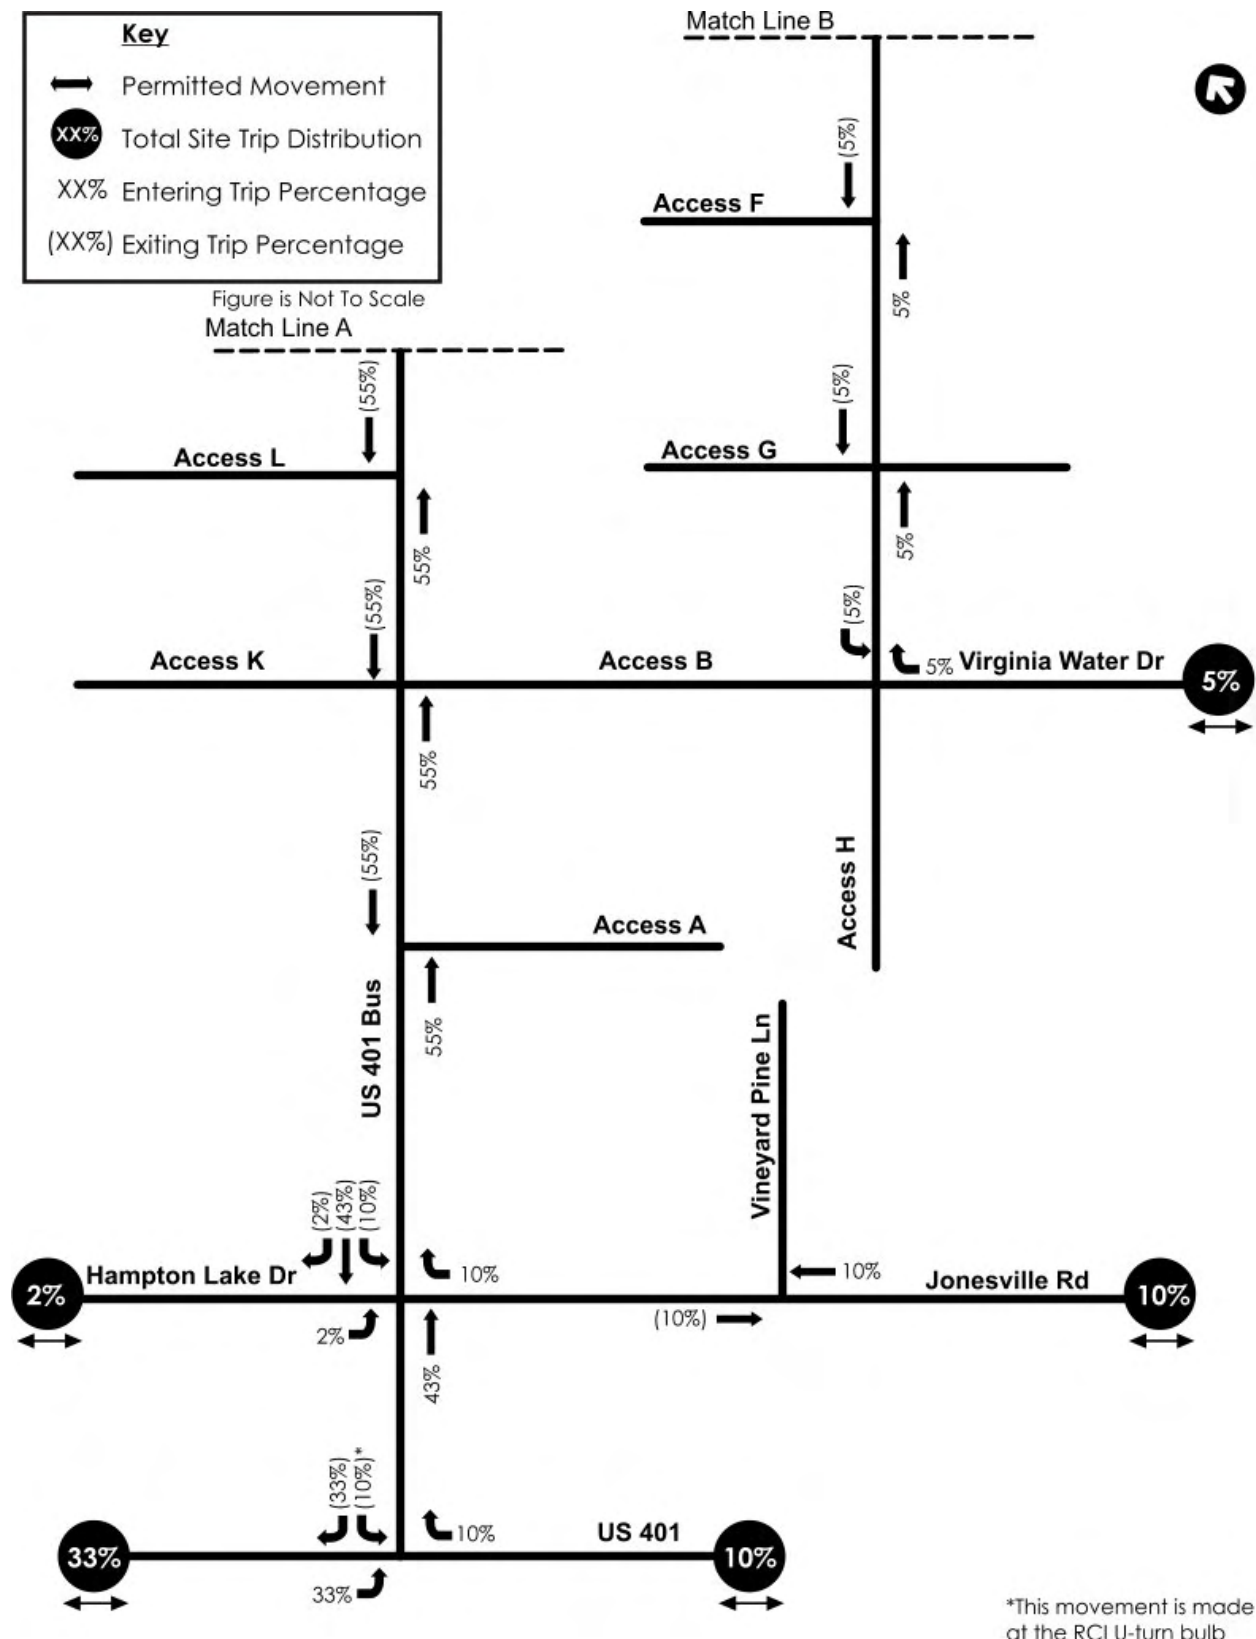 Key
Permitted Movement
XX% Total Site Trip Distribution
XX% Entering Trip Percentage
(XX%) Exiting Trip Percentage
Figure is Not To Scale
Match Line A
Match Line B
(5%)
Access F
5%
(55%)
(5%)
Access L
Access G
55%
5%
(55%)
(5%)
Access K
Access B
5% Virginia Water Dr
5%
55%
(55%)
Access H
Access A
US 401 Bus
55%
Vineyard Pine Ln
(2%)
(43%)
(10%)
2%
Hampton Lake Dr
10%
10%
Jonesville Rd
10%
2%
(10%)
43%
(33%)
(10%)*
33%
10%
US 401
10%
33%
*This movement is made
at the RCI U-turn bulb